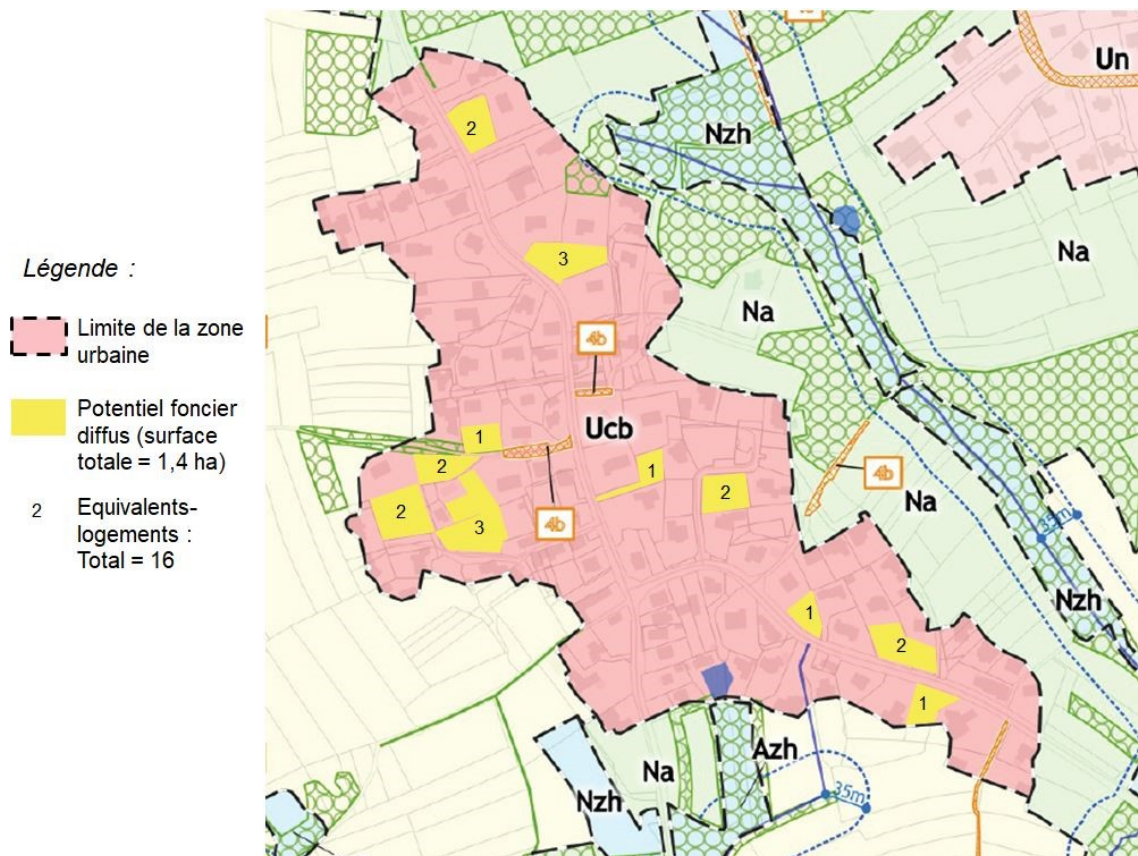 Légende :
Limite de la zone
urbaine
Potentiel foncier
diffus (surface
totale = 1,4 ha)
2
Equivalents-
logements :
Total = 16
Un
Nzh
2
Na
3
Na
4b
Ucb
1
2
1
2
2
3
4b
4b
Na
35m
Nzh
1
2
1
Azh
Na
Nzh
35m